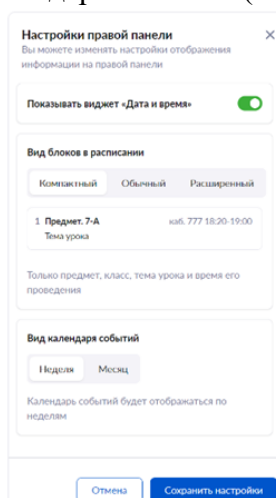 Настройки правой панели
Вы можете изменять настройки отображения
информации на правой панели
Показывать виджет «Дата и время»
Вид блоков в расписании
Компактный Обычный Расширенный
1 Предмет. 7-А каб. 777 18:20-19:00
Тема урока
Только предмет, класс, тема урока и время его
проведения
Вид календаря событий
Неделя Месяц
Календарь событий будет отображаться по
неделям
Отмена Сохранить настройки